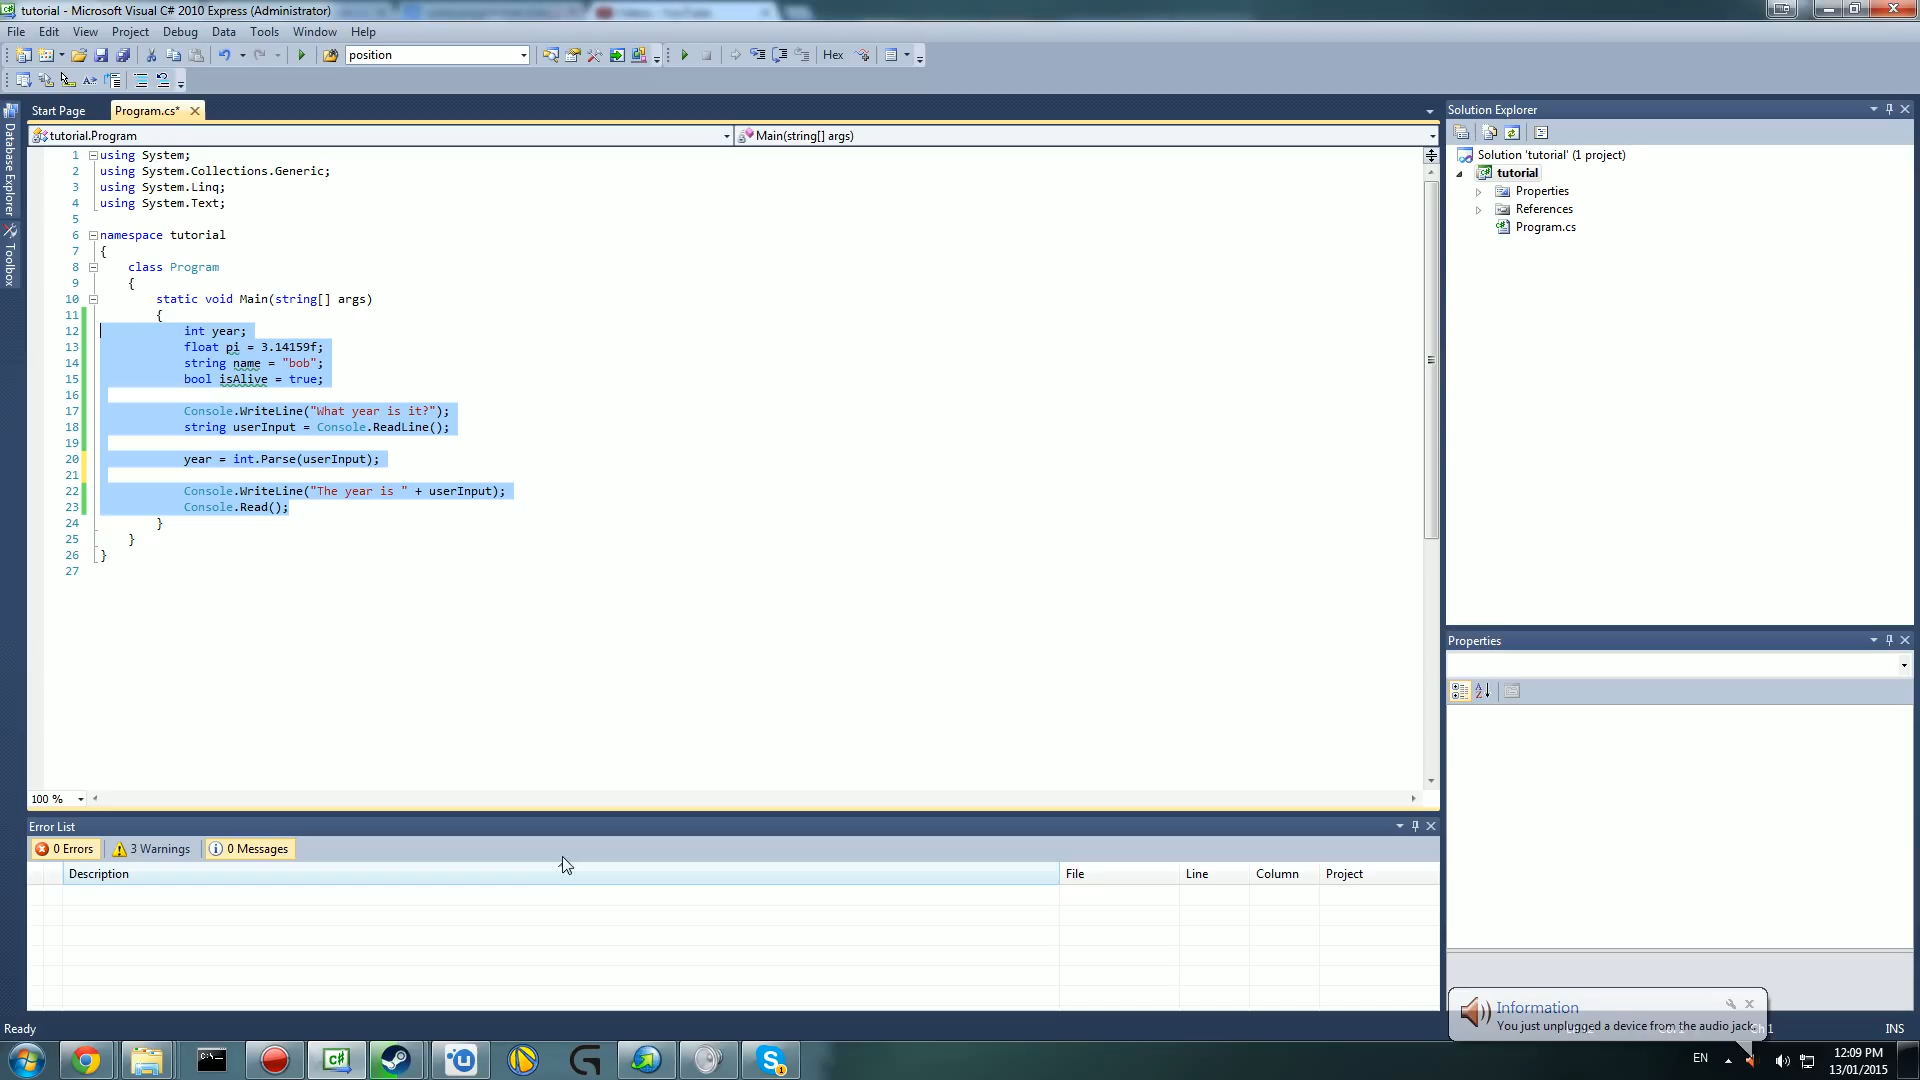 tutorial - Microsoft Visual C# 2010 Express (Administrator)
File Edit View Project Debug Data Tools Window Help
position
Hex
Start Page Program.cs*
tutorial.Program
Main(string[] args)
Database Explorer
Toolbox
1 using System;
2 using System.Collections.Generic;
3 using System.Linq;
4 using System.Text;
5
6 namespace tutorial
7 {
8 class Program
9 {
10 static void Main(string[] args)
11 {
12 int year;
13 float pi = 3.14159f;
14 string name = "bob";
15 bool isAlive = true;
16
17 Console.WriteLine("What year is it?");
18 string userInput = Console.ReadLine();
19
20 year = int.Parse(userInput);
21
22 Console.WriteLine("The year is " + userInput);
23 Console.Read();
24 }
25 }
26 }
27
100 %
Error List
0 Errors 3 Warnings 0 Messages
Description File Line Column Project
Solution Explorer
Solution 'tutorial' (1 project)
tutorial
Properties
References
Program.cs
Properties
Information
You just unplugged a device from the audio jack.
Ready
INS
EN
12:09 PM
13/01/2015